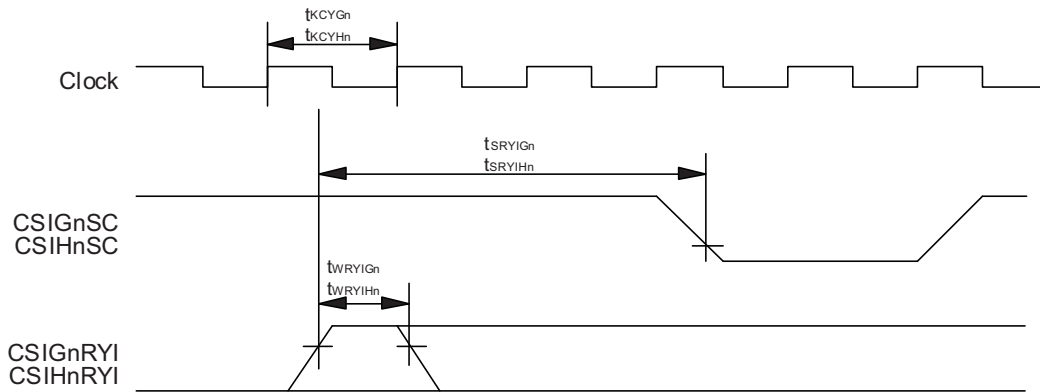 tKCYGn
tKCYHn
Clock
tSRYIGn
tSRYIHn
CSIGnSC
CSIHnSC
tWRYIGn
tWRYIHn
CSIGnRYI
CSIHnRYI